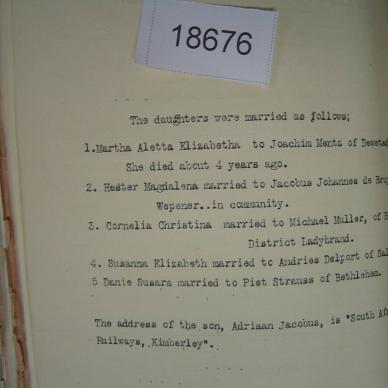 18676
The daughters were married as follows;
1.Martha Aletta Elizabetha to Joachim Mentz of
She died about 4 years ago.
2. Hester Magdalena married to Jacobus Johannes de
Wepener..in community.
3. Cornelia Christina married to Michael Muller, of
District Ladybrand.
4. Susanna Elizabeth married to Andries Delport of
5 Danie Susara married to Piet Strauss of Bethlehem.
The address of the son, Adriaan Jacobus, is "South
Railways, Kimberley".